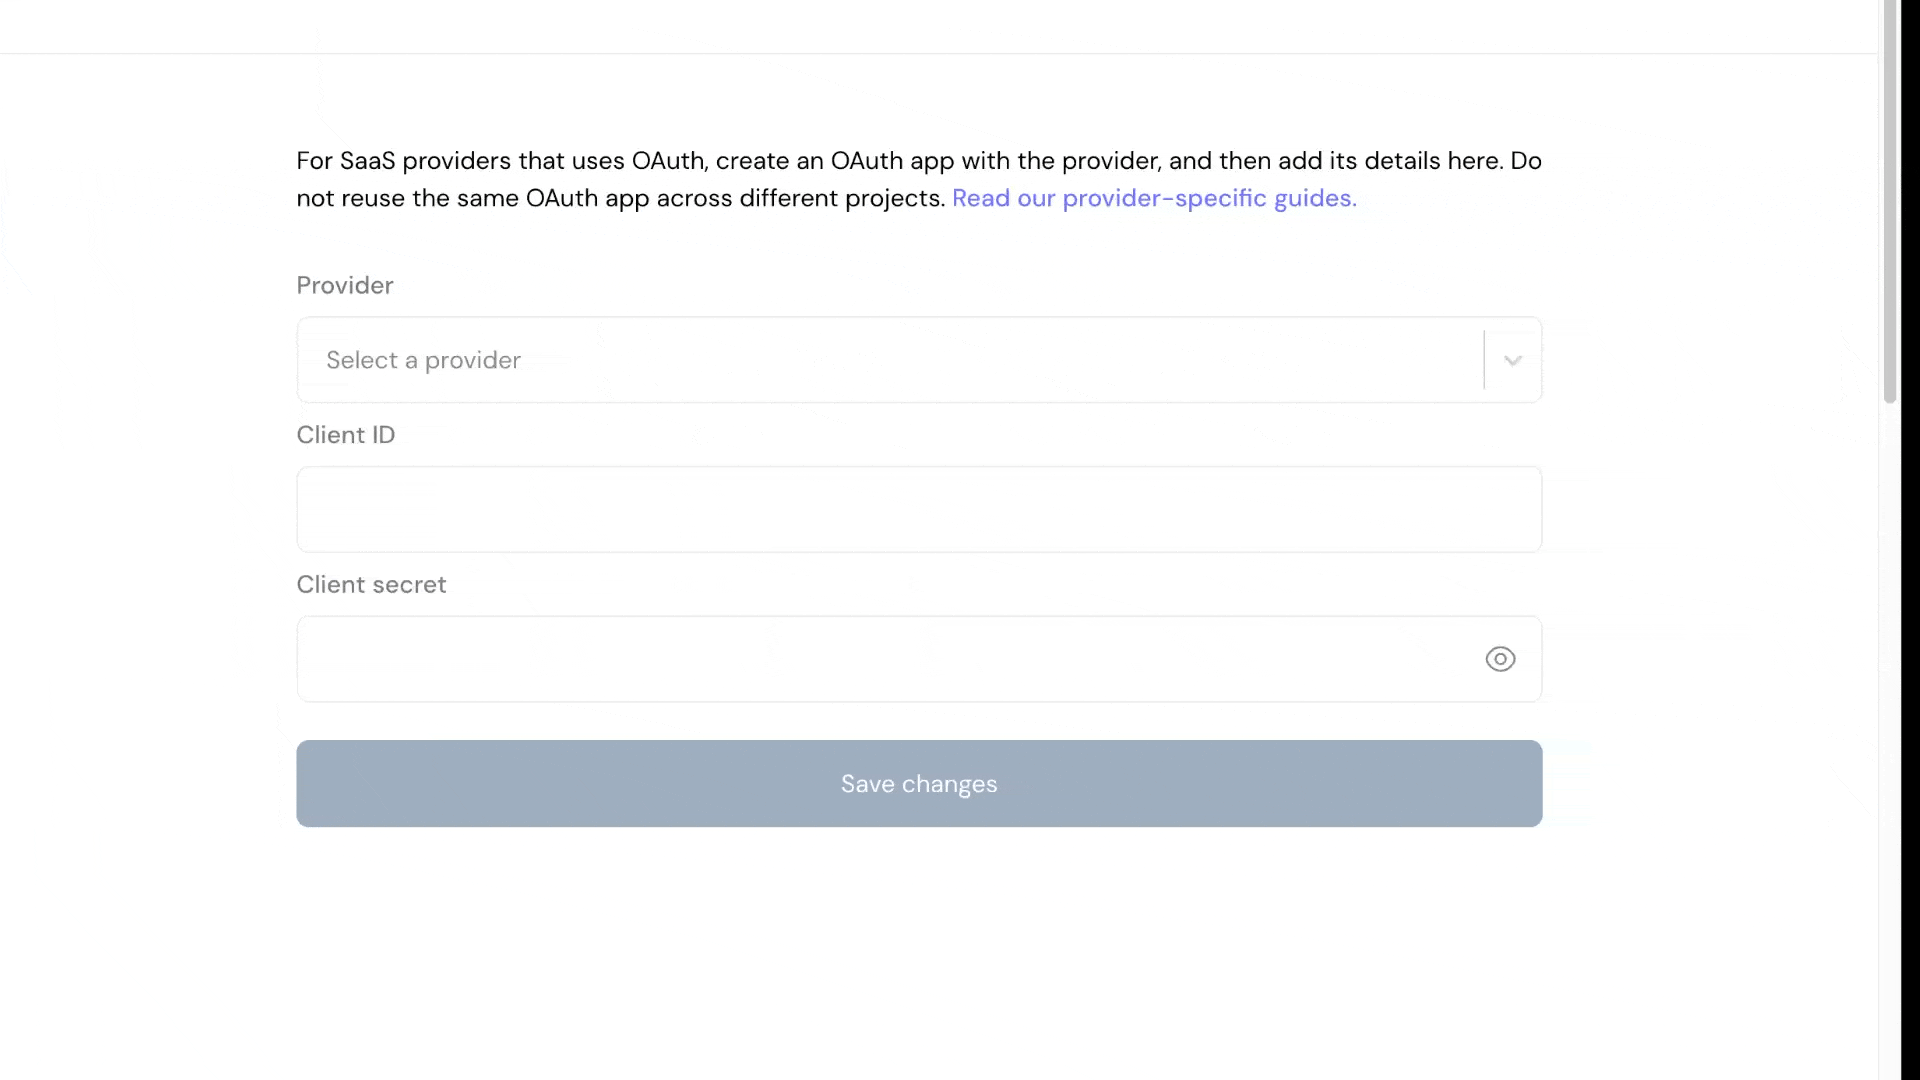 For SaaS providers that uses OAuth, create an OAuth app with the provider, and then add its details here. Do
not reuse the same OAuth app across different projects. Read our provider-specific guides.
Provider
Select a provider
Client ID
Client secret
Save changes